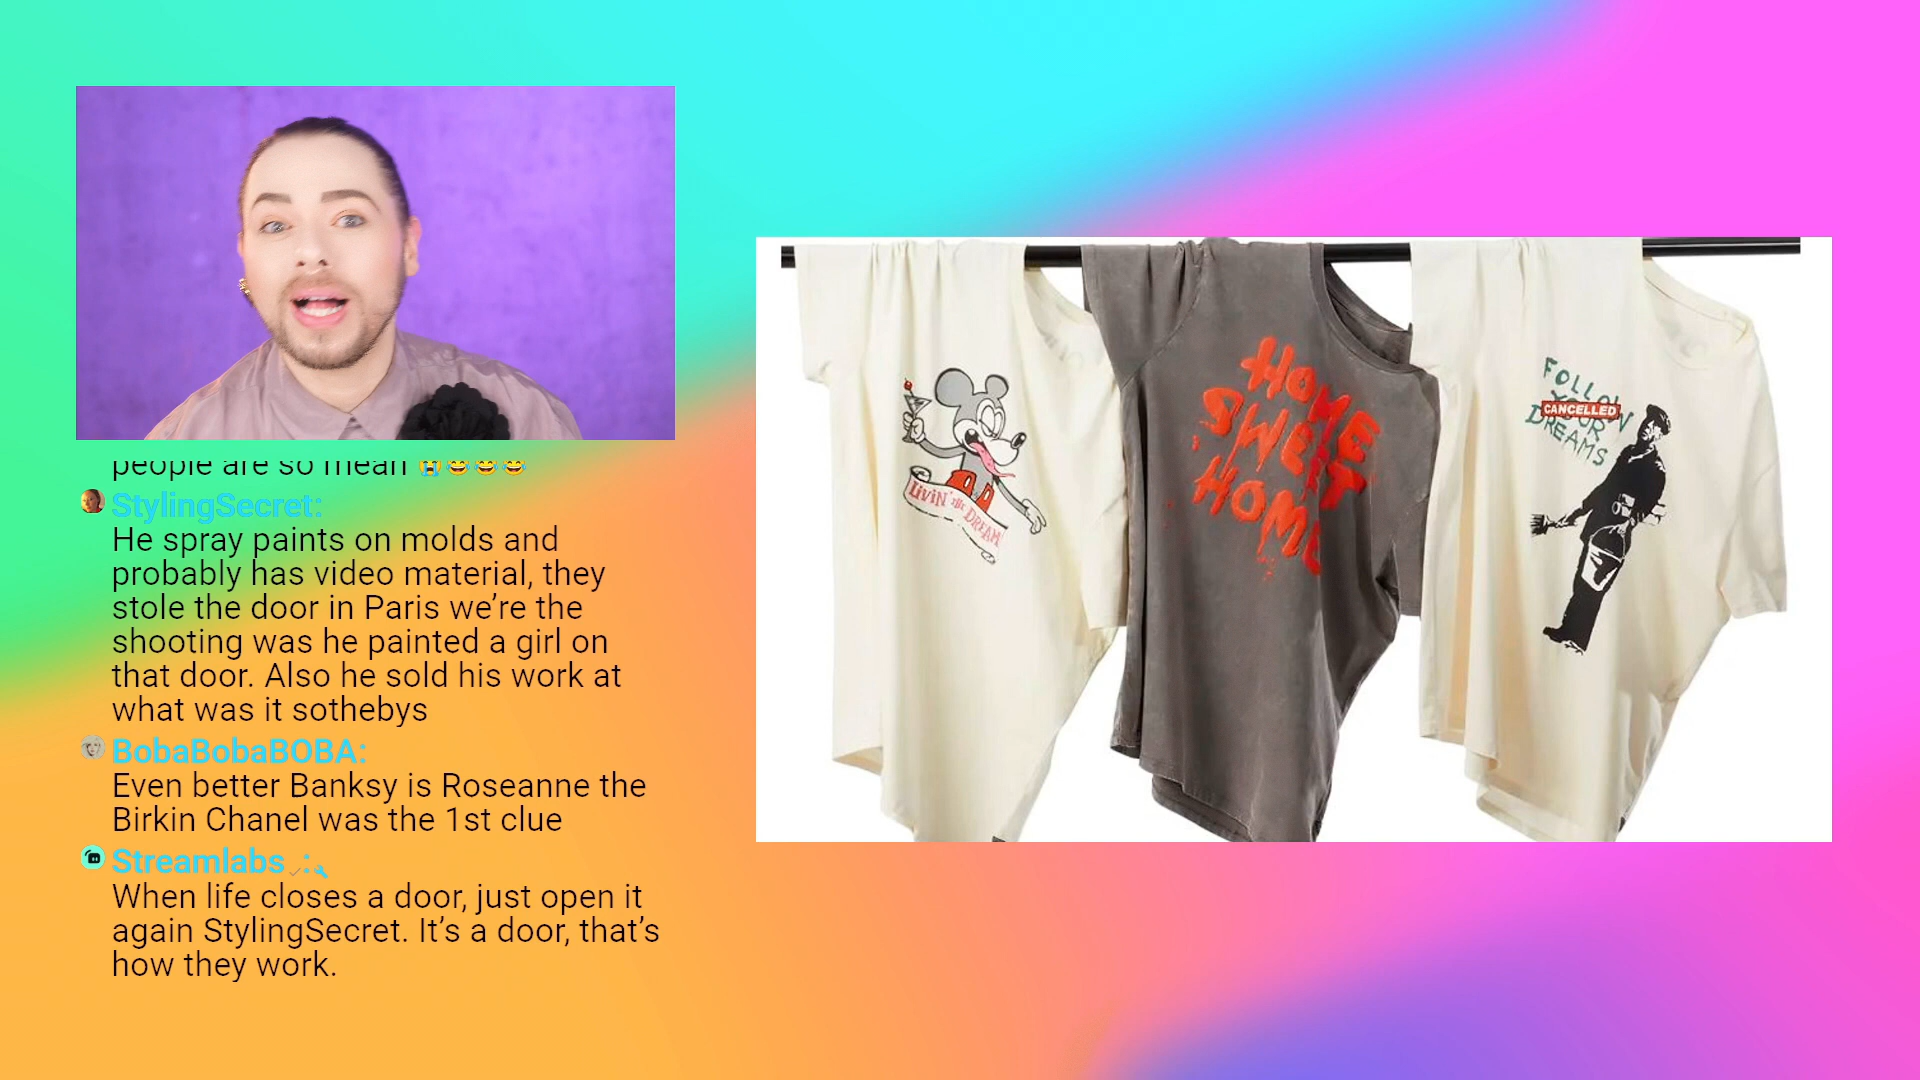 people are so mean 😭😂😂😂
StylingSecret:
He spray paints on molds and
probably has video material, they
stole the door in Paris we’re the
shooting was he painted a girl on
that door. Also he sold his work at
what was it sothebys
BobaBobaBOBA:
Even better Banksy is Roseanne the
Birkin Chanel was the 1st clue
Streamlabs
When life closes a door, just open it
again StylingSecret. It’s a door, that’s
how they work.
LIVIN' THE DREAM
HOME
SWEET
HOME
FOLLOW
YOUR
CANCELLED
DREAMS